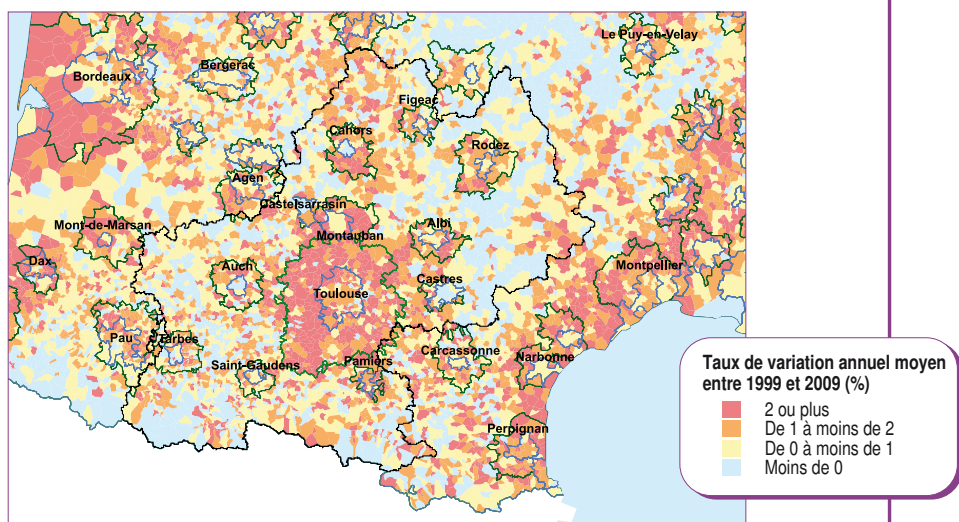 Le Puy-en-Velay
Bordeaux
Bergerac
Figeac
Cahors
Rodez
Agen
Castelsarrasin
Mont-de-Marsan
Albi
Montauban
Dax
Auch
Montpellier
Castres
Toulouse
Pau
Tarbes
Carcassonne
Narbonne
Saint-Gaudens
Pamiers
Perpignan
Taux de variation annuel moyen
entre 1999 et 2009 (%)
2 ou plus
De 1 à moins de 2
De 0 à moins de 1
Moins de 0